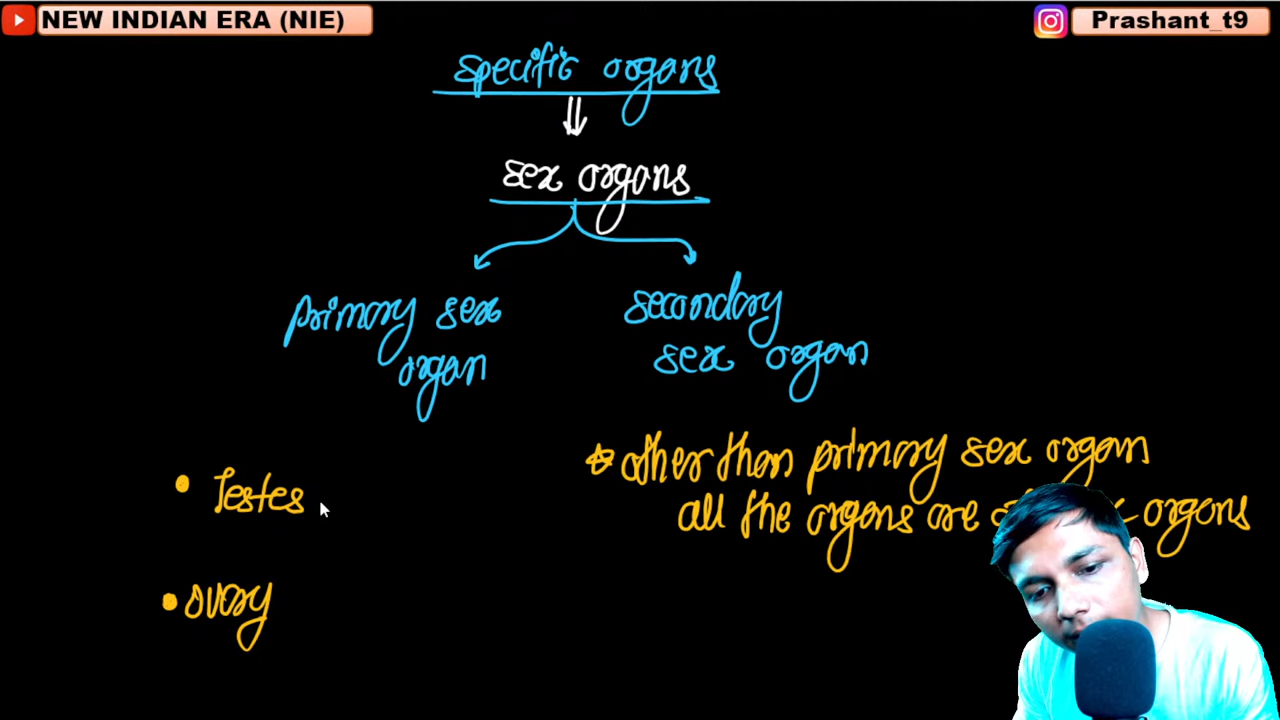 NEW INDIAN ERA (NIE)
Prashant_t9
specific organs
sex organs
primary sex
organ
secondary
sex organ
other than primary sex organ
all the organs are organs
• Testes
• ovary